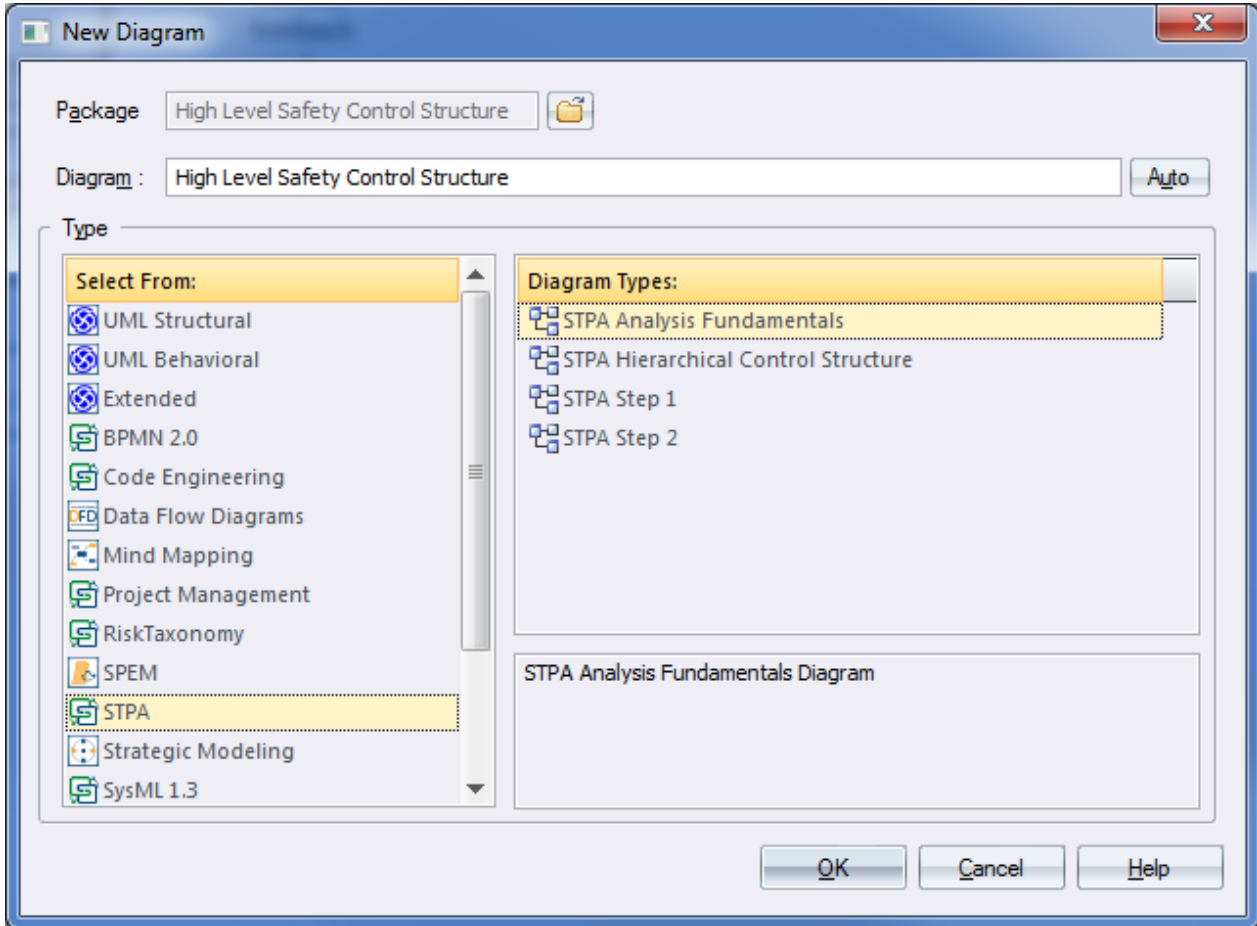 New Diagram
Package High Level Safety Control Structure
Diagram : High Level Safety Control Structure Auto
Type
Select From:
UML Structural
UML Behavioral
Extended
BPMN 2.0
Code Engineering
DFD Data Flow Diagrams
Mind Mapping
Project Management
RiskTaxonomy
SPEM
STPA
Strategic Modeling
SysML 1.3
Diagram Types:
STPA Analysis Fundamentals
STPA Hierarchical Control Structure
STPA Step 1
STPA Step 2
STPA Analysis Fundamentals Diagram
OK Cancel Help